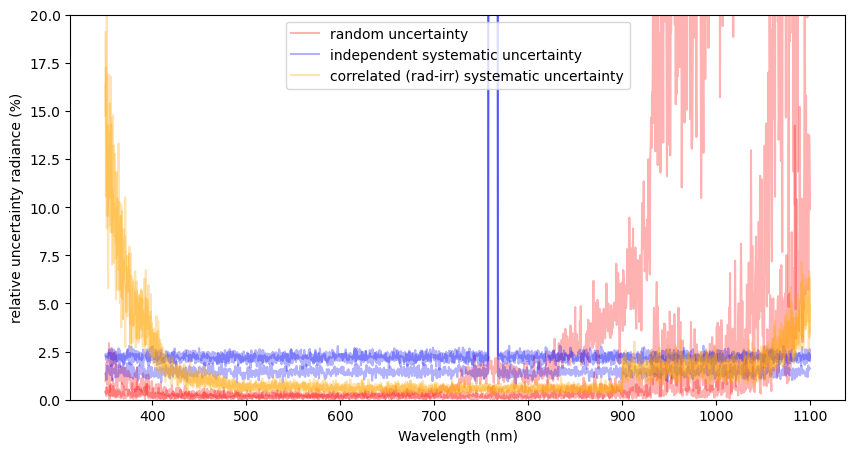 random uncertainty
independent systematic uncertainty
correlated (rad-irr) systematic uncertainty
relative uncertainty radiance (%)
20.0
17.5
15.0
12.5
10.0
7.5
5.0
2.5
0.0
400 500 600 700 800 900 1000 1100
Wavelength (nm)